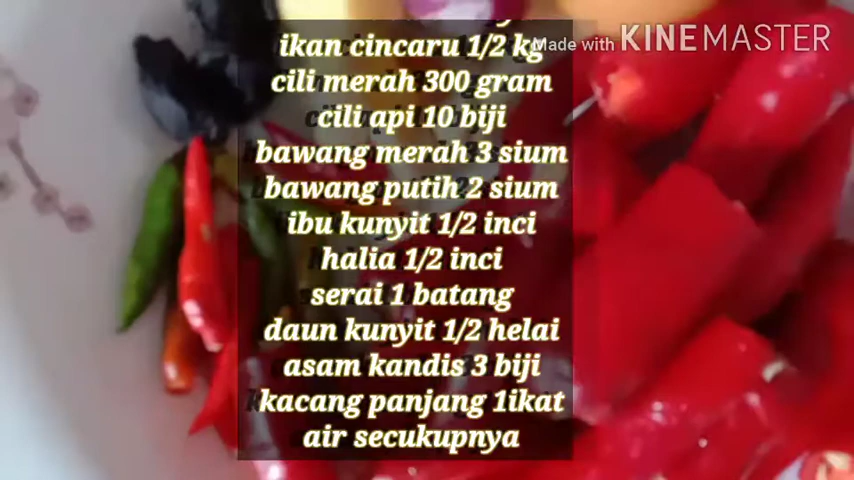 Made with KINEMASTER
ikan cincaru 1/2 kg
cili merah 300 gram
cili api 10 biji
bawang merah 3 sium
bawang putih 2 sium
ibu kunyit 1/2 inci
halia 1/2 inci
serai 1 batang
daun kunyit 1/2 helai
asam kandis 3 biji
kacang panjang 1ikat
air secukupnya